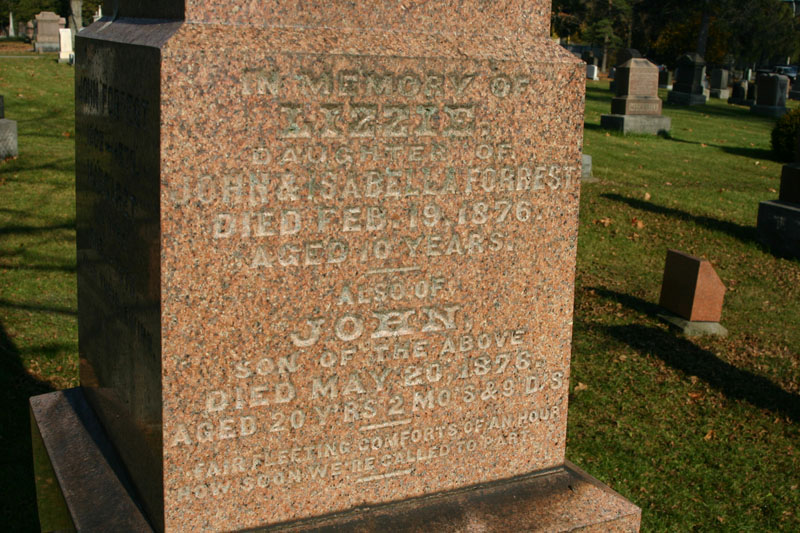 IN MEMORY OF
LIZZIE,
DAUGHTER OF
JOHN & ISABELLA FORREST
DIED FEB. 19, 1876.
AGED 10 YEARS.
ALSO OF
JOHN,
SON OF THE ABOVE
DIED MAY 20, 1876.
AGED 20 Y'RS 2 MO'S & 9 D'S
FAIR FLEETING COMFORTS OF AN HOUR
HOW SOON WE'RE CALLED TO PART.